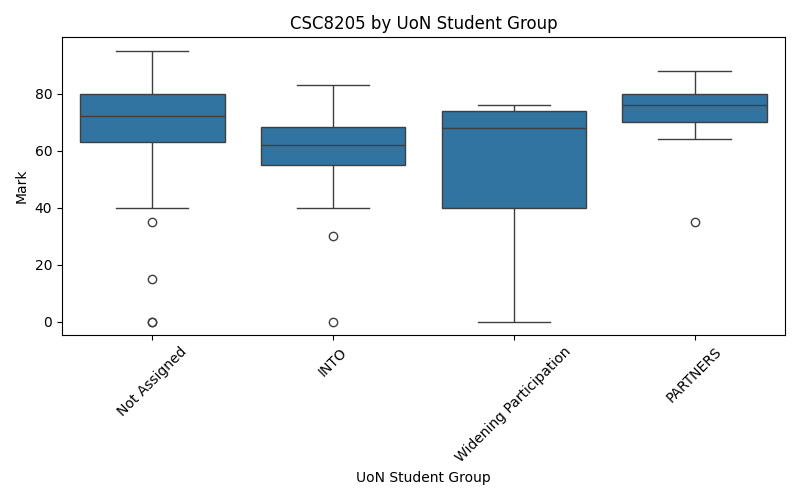 CSC8205 by UoN Student Group
Mark
80
60
40
20
0
Not Assigned
INTO
Widening Participation
PARTNERS
UoN Student Group